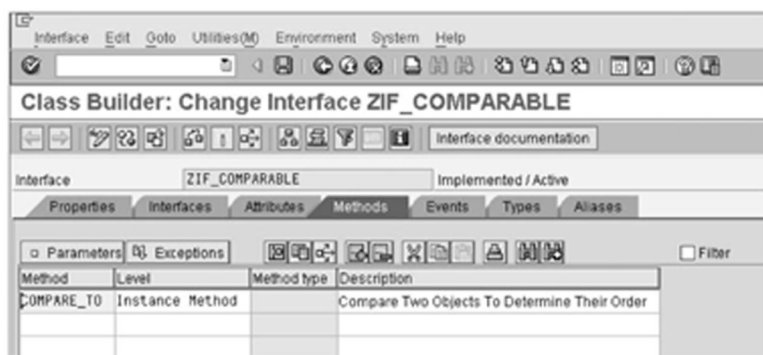 Interface Edit Goto Utilities(M) Environment System Help
Class Builder: Change Interface ZIF_COMPARABLE
Interface documentation
Interface ZIF_COMPARABLE Implemented / Active
Properties Interfaces Attributes Methods Events Types Aliases
Parameters Exceptions Filter
Method Level Method type Description
COMPARE_TO Instance Method Compare Two Objects To Determine Their Order